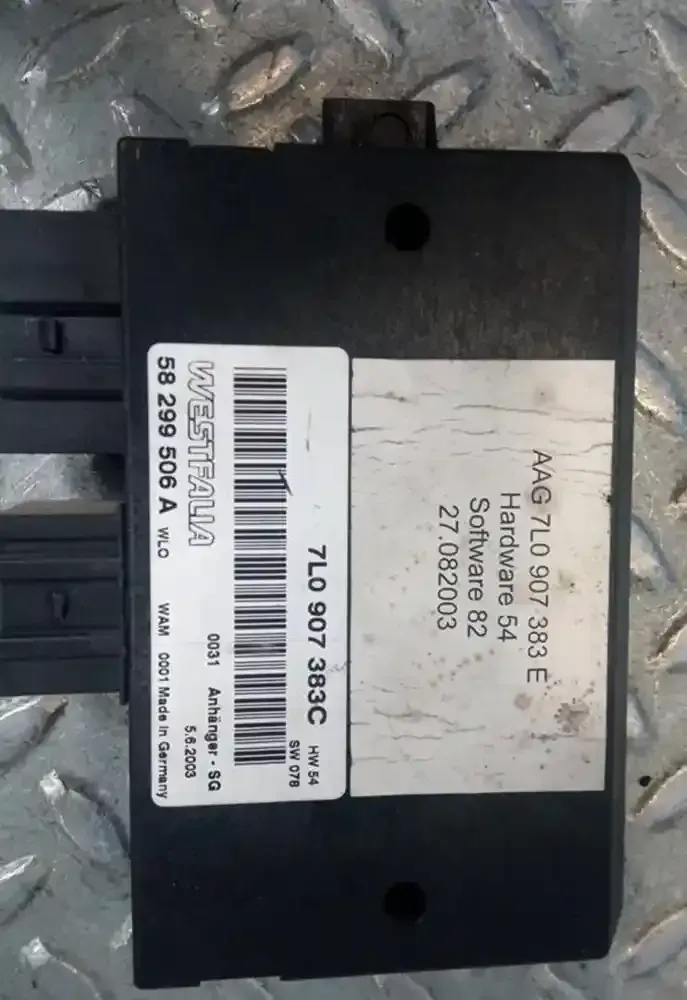 AAG 7L0 907 383 E
Hardware 54
Software 82
27.082003
7L0 907 383C
HW 54
SW 078
WESTFALIA
0031 Anhänger - SG
5.6.2003
58 299 506 A WLO WAM 0001 Made in Germany